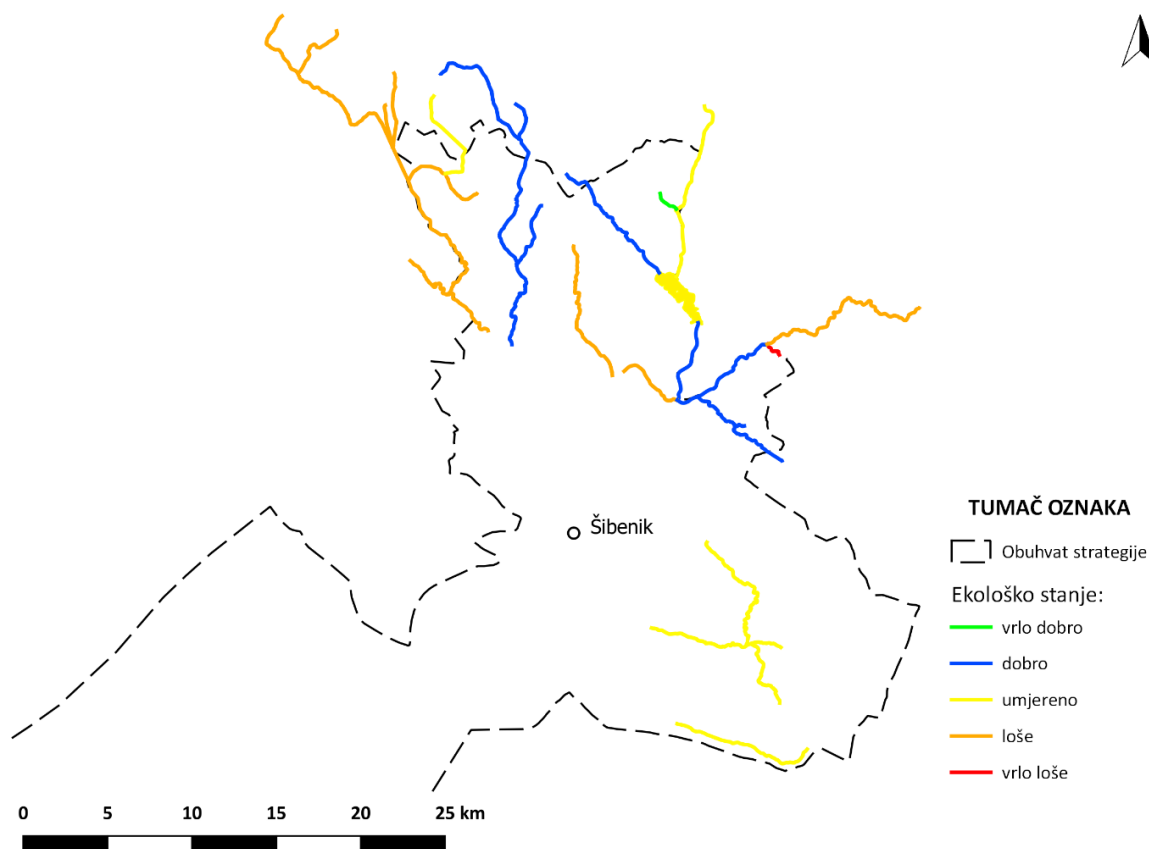 Šibenik
TUMAČ OZNAKA
Obuhvat strategije
Ekološko stanje:
vrlo dobro
dobro
umjereno
loše
vrlo loše
0 5 10 15 20 25 km